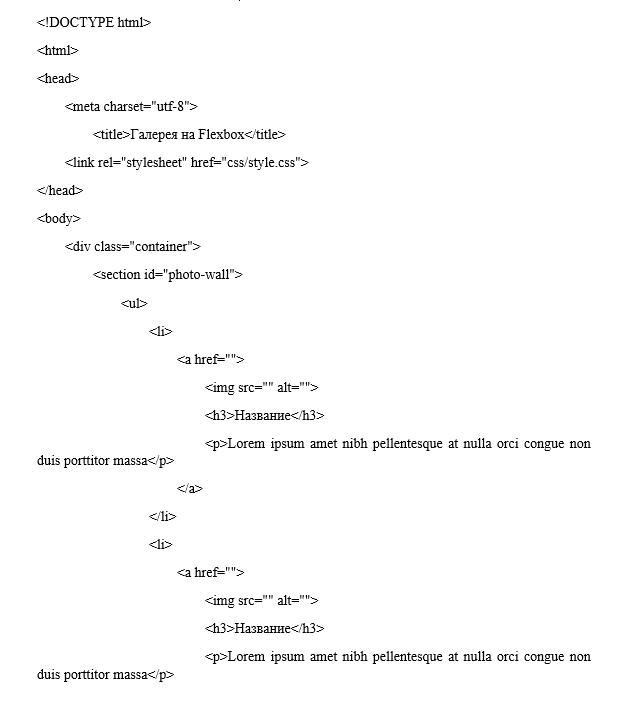 <!DOCTYPE html>
<html>
<head>
<meta charset="utf-8">
<title>Галерея на Flexbox</title>
<link rel="stylesheet" href="css/style.css">
</head>
<body>
<div class="container">
<section id="photo-wall">
<ul>
<li>
<a href="">
<img src="" alt="">
<h3>Название</h3>
<p>Lorem ipsum amet nibh pellentesque at nulla orci congue non
duis porttitor massa</p>
</a>
</li>
<li>
<a href="">
<img src="" alt="">
<h3>Название</h3>
<p>Lorem ipsum amet nibh pellentesque at nulla orci congue non
duis porttitor massa</p>